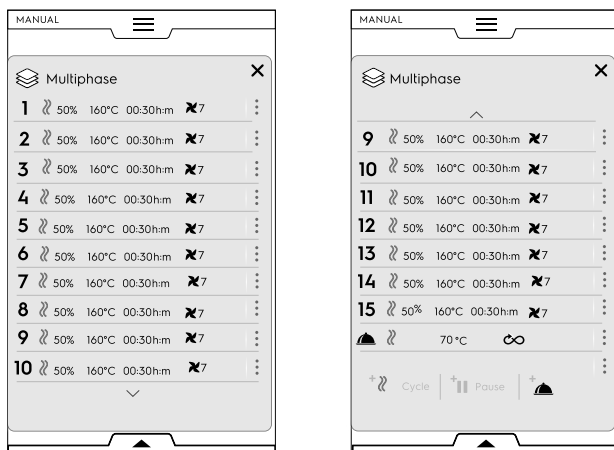 MANUAL
Multiphase
1 50% 160°C 00:30h:m 7
2 50% 160°C 00:30h:m 7
3 50% 160°C 00:30h:m 7
4 50% 160°C 00:30h:m 7
5 50% 160°C 00:30h:m 7
6 50% 160°C 00:30h:m 7
7 50% 160°C 00:30h:m 7
8 50% 160°C 00:30h:m 7
9 50% 160°C 00:30h:m 7
10 50% 160°C 00:30h:m 7
MANUAL
Multiphase
9 50% 160°C 00:30h:m 7
10 50% 160°C 00:30h:m 7
11 50% 160°C 00:30h:m 7
12 50% 160°C 00:30h:m 7
13 50% 160°C 00:30h:m 7
14 50% 160°C 00:30h:m 7
15 50% 160°C 00:30h:m 7
70 °C
+ Cycle + Pause +